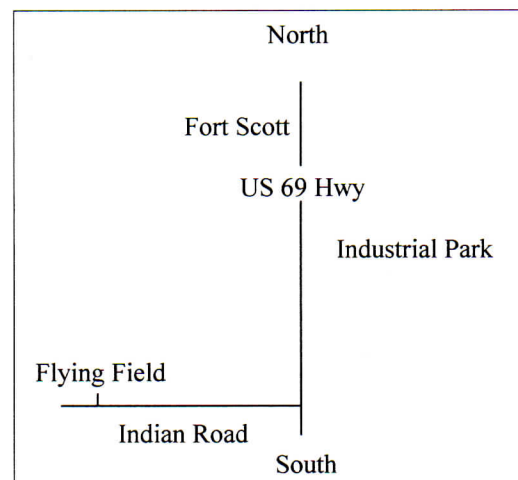 North
Fort Scott
US 69 Hwy
Industrial Park
Flying Field
Indian Road
South